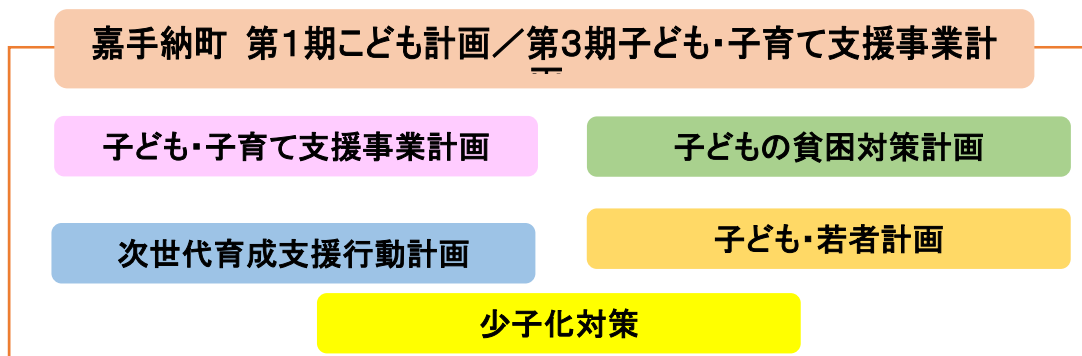 嘉手納町 第１期こども計画／第３期子ども・子育て支援事業計
子ども・子育て支援事業計画
子どもの貧困対策計画
次世代育成支援行動計画
子ども・若者計画
少子化対策